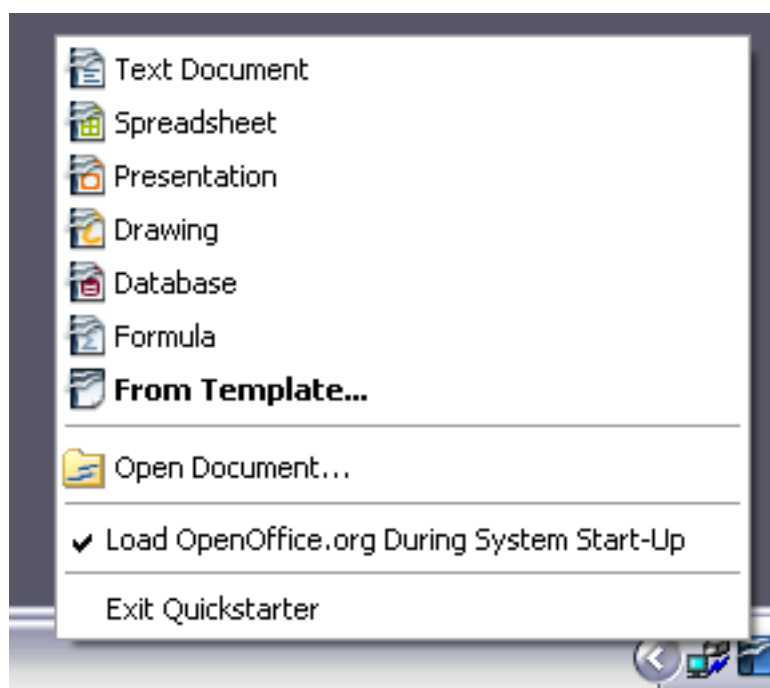 Text Document
Spreadsheet
Presentation
Drawing
Database
Formula
From Template...
Open Document...
Load OpenOffice.org During System Start-Up
Exit Quickstarter